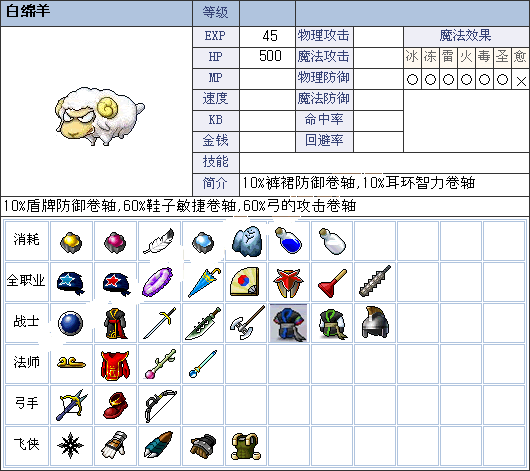 白绵羊 等级
EXP 45 物理攻击 魔法效果
HP 500 魔法攻击 冰 冻 雷 火 毒 圣 愈
MP 物理防御 ○ ○ ○ ○ ○ ○ ×
速度 魔法防御
KB 命中率
金钱 回避率
技能
简介 10%裤裙防御卷轴,10%耳环智力卷轴
10%盾牌防御卷轴,60%鞋子敏捷卷轴,60%弓的攻击卷轴
消耗
全职业
战士
法师
弓手
飞侠